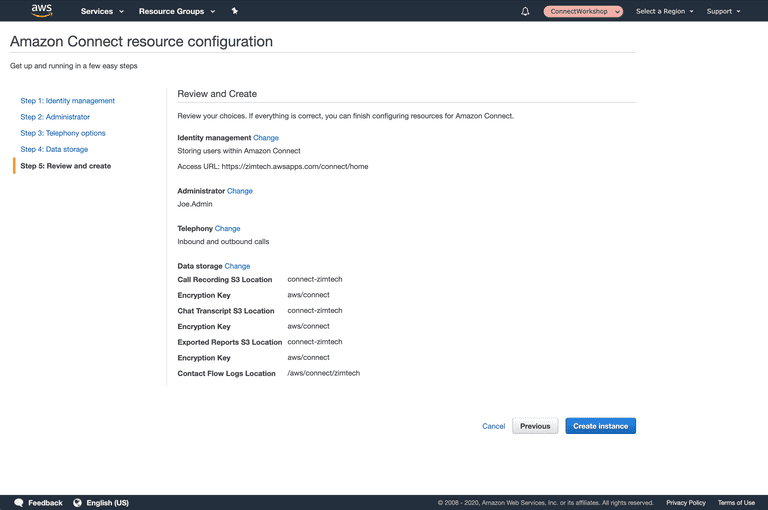 aws Services Resource Groups ConnectWorkshop Select a Region Support
Amazon Connect resource configuration
Get up and running in a few easy steps
Step 1: Identity management
Step 2: Administrator
Step 3: Telephony options
Step 4: Data storage
Step 5: Review and create
Review and Create
Review your choices. If everything is correct, you can finish configuring resources for Amazon Connect.
Identity management Change
Storing users within Amazon Connect
Access URL: https://zimtech.awsapps.com/connect/home
Administrator Change
Joe.Admin
Telephony Change
Inbound and outbound calls
Data storage Change
Call Recording S3 Location connect-zimtech
Encryption Key aws/connect
Chat Transcript S3 Location connect-zimtech
Encryption Key aws/connect
Exported Reports S3 Location connect-zimtech
Encryption Key aws/connect
Contact Flow Logs Location /aws/connect/zimtech
Cancel Previous Create instance
Feedback English (US) © 2008 - 2020, Amazon Web Services, Inc. or its affiliates. All rights reserved. Privacy Policy Terms of Use